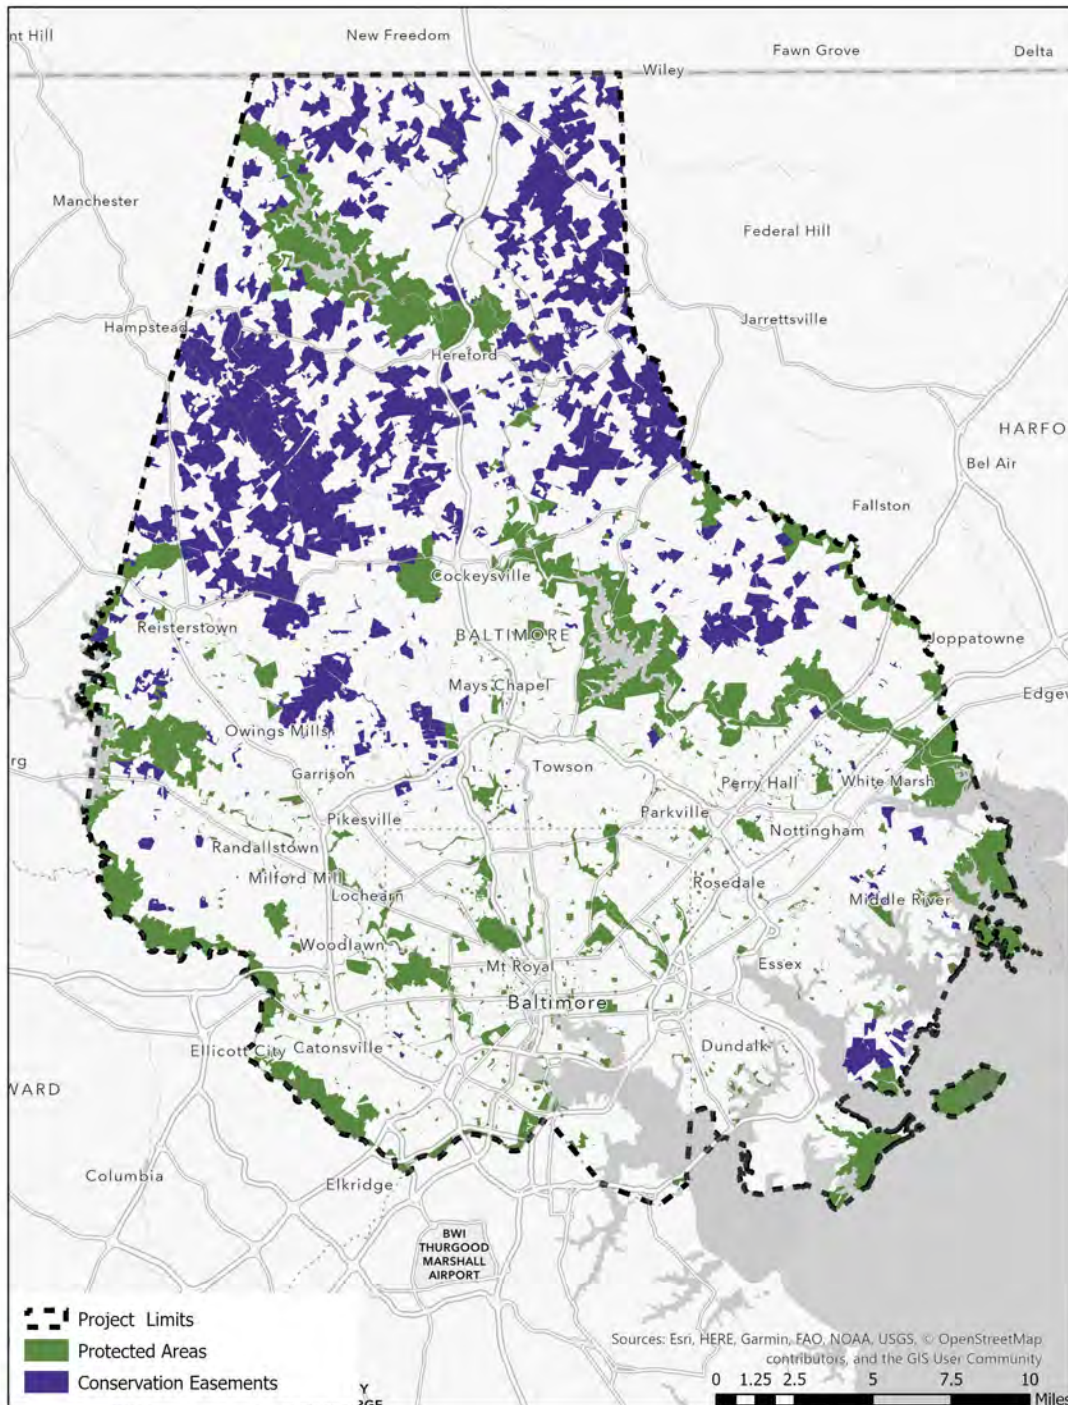 nt Hill
New Freedom
Fawn Grove
Delta
Wiley
Manchester
Federal Hill
Hampstead
Jarrettsville
Hereford
HARFO
Bel Air
Fallston
Cockeysville
Reisterstown
BALTIMORE
Joppatowne
Mays Chapel
Edgew
Owings Mills
rg
Garrison
Towson
Perry Hall
White Marsh
Pikesville
Parkville
Nottingham
Randallstown
Milford Mill
Lochearn
Rosedale
Middle River
Woodlawn
Mt Royal
Essex
Baltimore
Ellicott City
Catonsville
Dundalk
WARD
Columbia
Elkridge
BWI
THURGOOD
MARSHALL
AIRPORT
Project Limits
Protected Areas
Conservation Easements
Y
RGE
Sources: Esri, HERE, Garmin, FAO, NOAA, USGS, © OpenStreetMap
contributors, and the GIS User Community
0 1.25 2.5 5 7.5 10
Miles